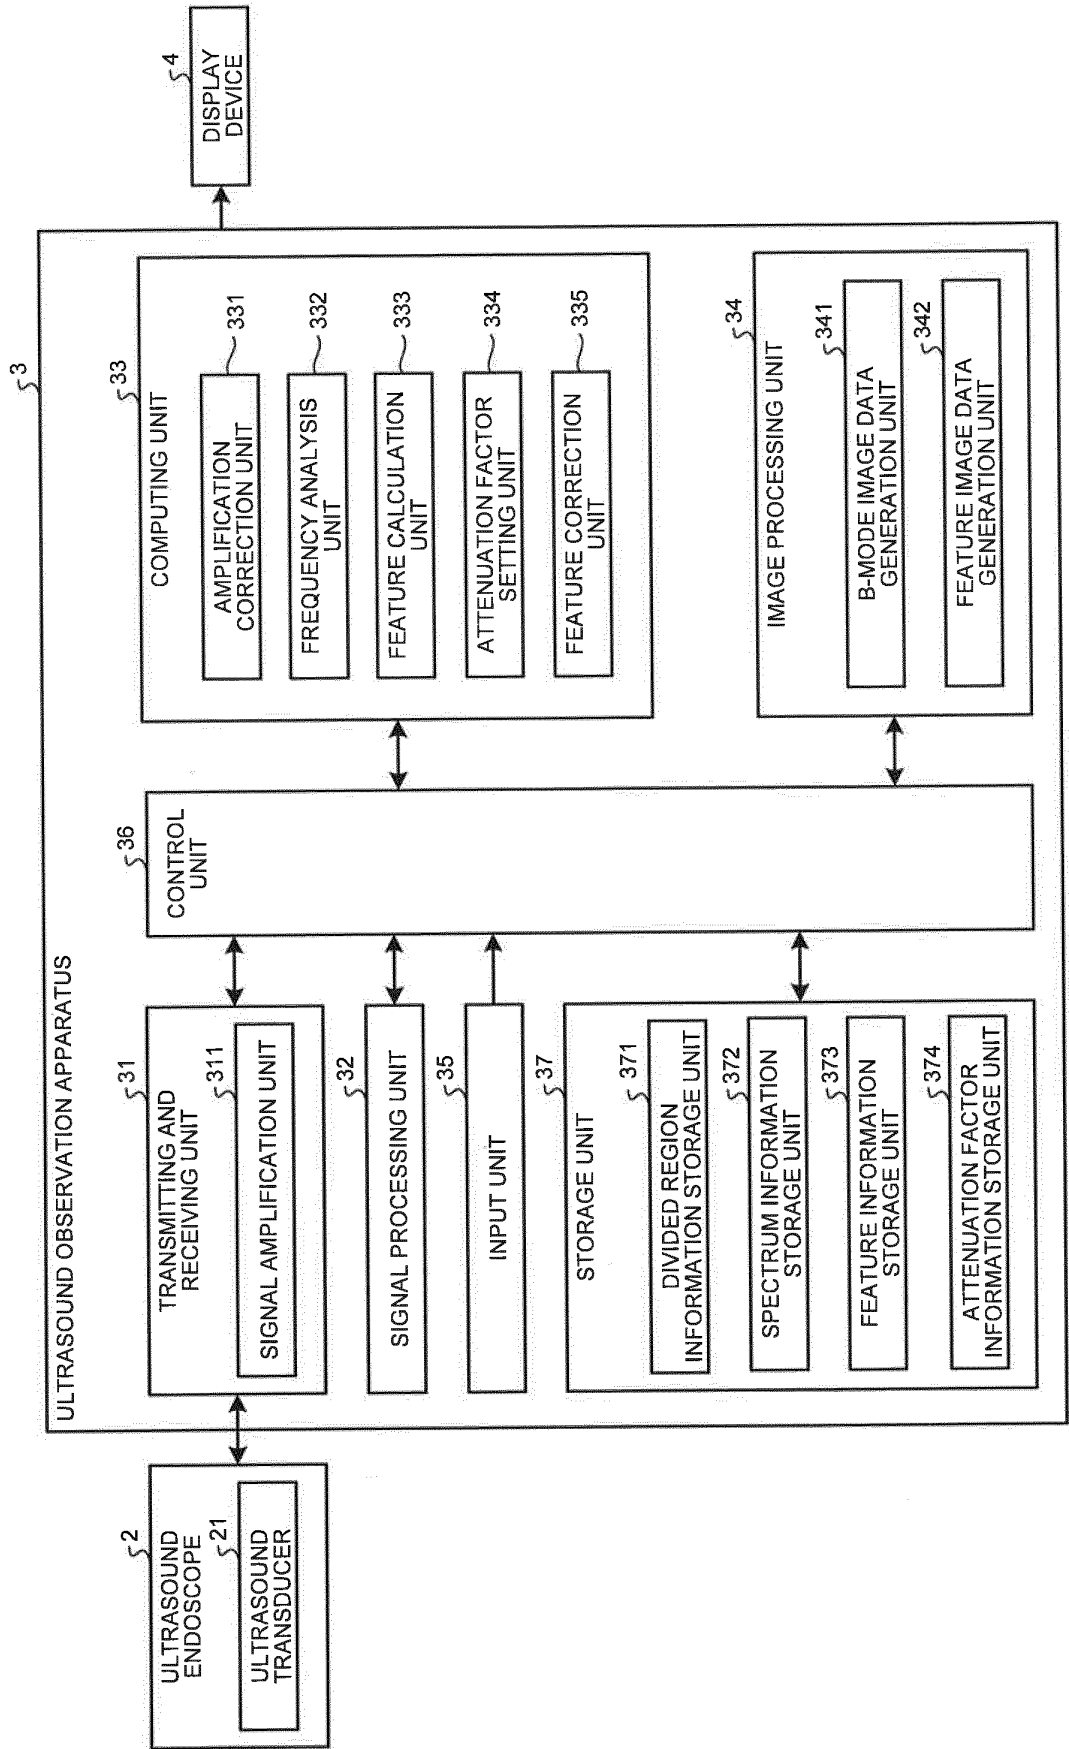 2
ULTRASOUND
ENDOSCOPE
21
ULTRASOUND
TRANSDUCER
3
ULTRASOUND OBSERVATION APPARATUS
31
TRANSMITTING AND
RECEIVING UNIT
311
SIGNAL AMPLIFICATION UNIT
32
SIGNAL PROCESSING UNIT
35
INPUT UNIT
37
STORAGE UNIT
371
DIVIDED REGION
INFORMATION STORAGE UNIT
372
SPECTRUM INFORMATION
STORAGE UNIT
373
FEATURE INFORMATION
STORAGE UNIT
374
ATTENUATION FACTOR
INFORMATION STORAGE UNIT
36
CONTROL
UNIT
33
COMPUTING UNIT
AMPLIFICATION
CORRECTION UNIT
331
FREQUENCY ANALYSIS
UNIT
332
FEATURE CALCULATION
UNIT
333
ATTENUATION FACTOR
SETTING UNIT
334
FEATURE CORRECTION
UNIT
335
34
IMAGE PROCESSING UNIT
341
B-MODE IMAGE DATA
GENERATION UNIT
342
FEATURE IMAGE DATA
GENERATION UNIT
4
DISPLAY
DEVICE